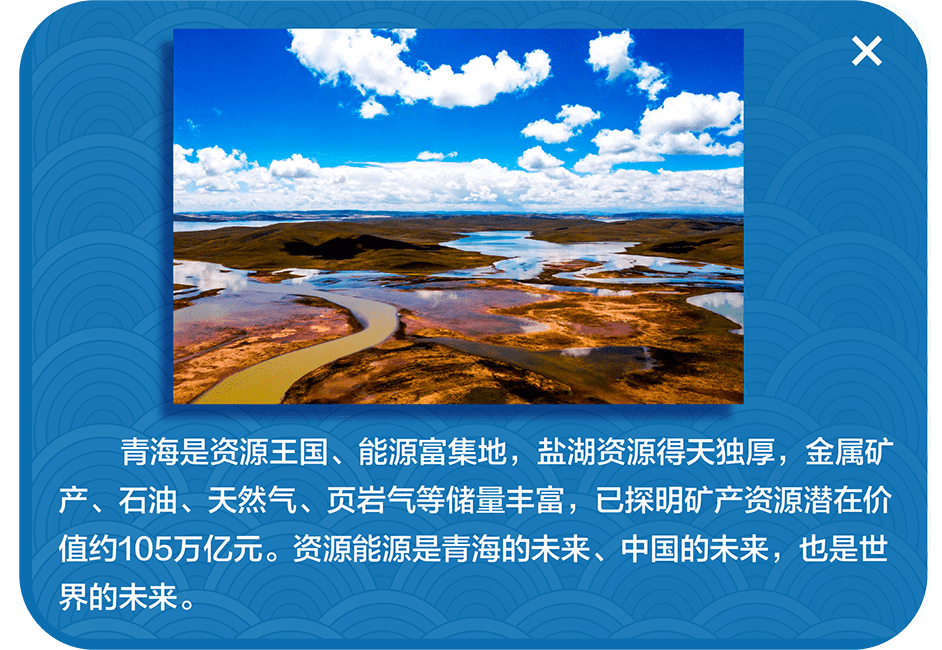 青海是资源王国、能源富集地，盐湖资源得天独厚，金属矿
产、石油、天然气、页岩气等储量丰富，已探明矿产资源潜在价
值约105万亿元。资源能源是青海的未来、中国的未来，也是世
界的未来。